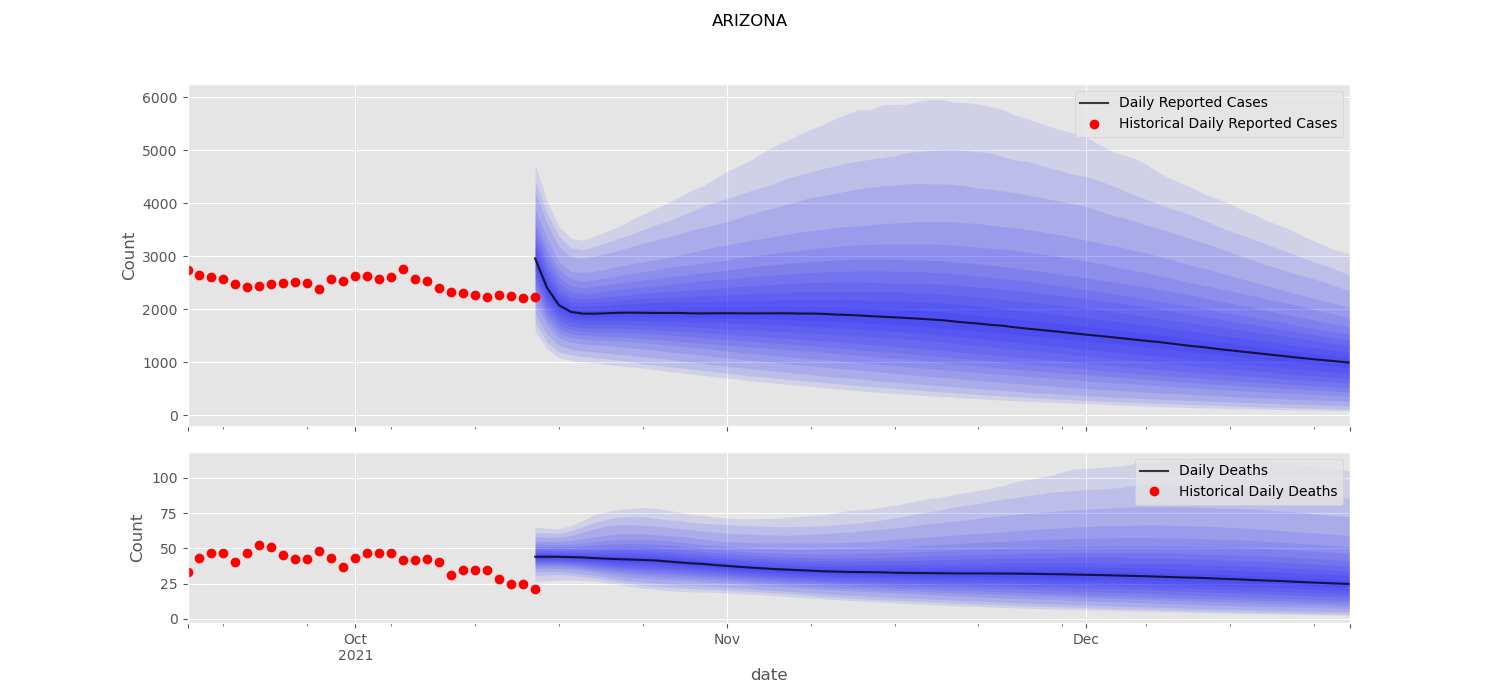 ARIZONA
6000
5000
4000
3000
2000
1000
0
Count
Daily Reported Cases
Historical Daily Reported Cases
100
75
50
25
0
Count
Daily Deaths
Historical Daily Deaths
Oct
2021
Nov
Dec
date